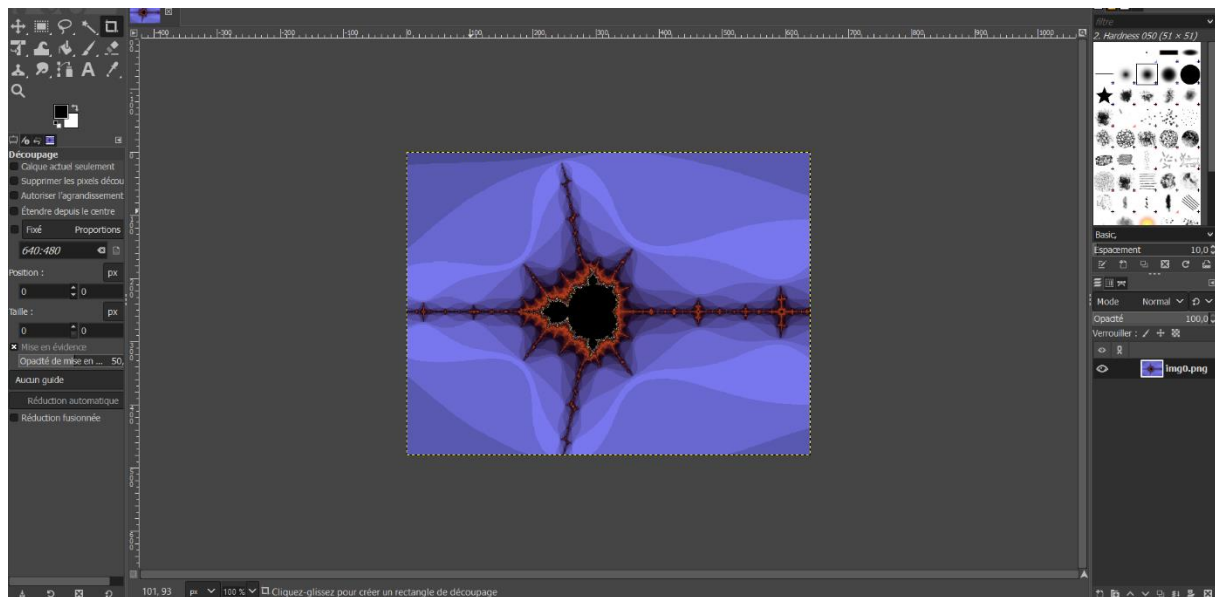 Découpage
Calque actuel seulement
Supprimer les pixels décou
Autoriser l'agrandissement
Étendre depuis le centre
Fixé Proportions
640:480
Position :
px
0 0
Taille :
px
0 0
Mise en évidence
Opacité de mise en ... 50,
Aucun guide
Réduction automatique
Réduction fusionnée
101, 93 px 100 % Cliquez-glissez pour créer un rectangle de découpage
filtre
2. Hardness 050 (51 × 51)
Basic,
Espacement 10,0
Mode Normal
Opacité 100,0
Verrouiller :
img0.png